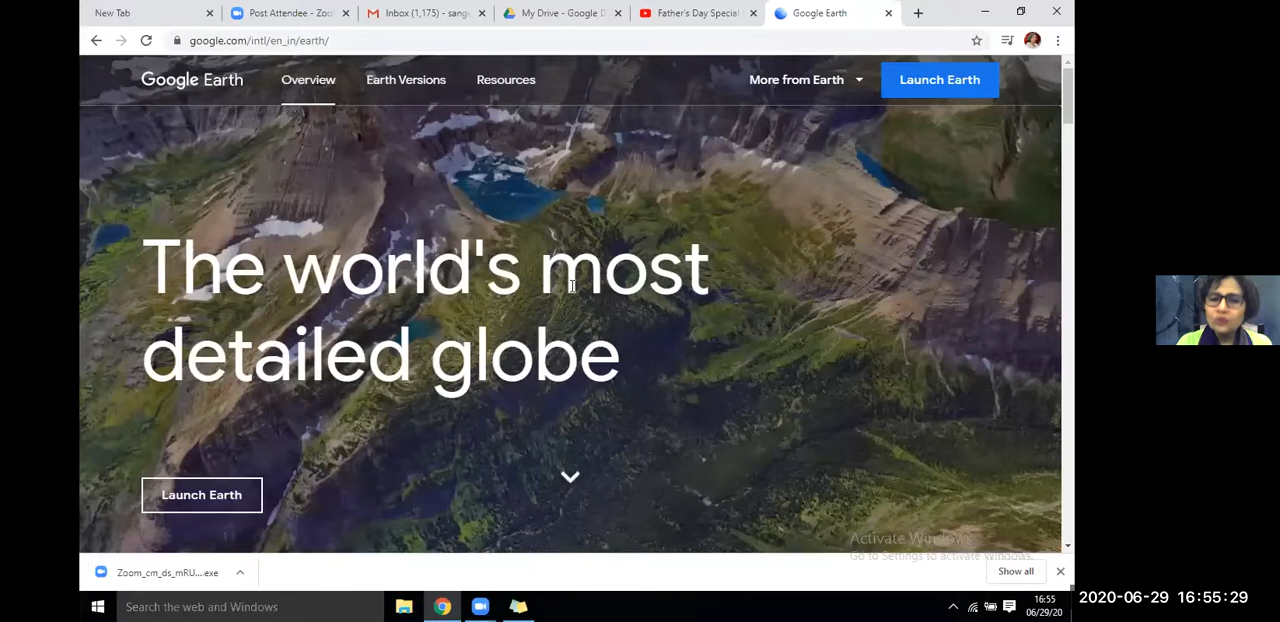 New Tab
Post Attendee - Zoo
Inbox (1,175) - sang
My Drive - Google D
Father's Day Special
Google Earth
google.com/intl/en_in/earth/
Google Earth
Overview
Earth Versions
Resources
More from Earth
Launch Earth
The world's most
detailed globe
Launch Earth
Activate Windows
Go to Settings to activate Windows.
Zoom_cm_ds_mRU....exe
Show all
Search the web and Windows
16:55
06/29/20
2020-06-29 16:55:29